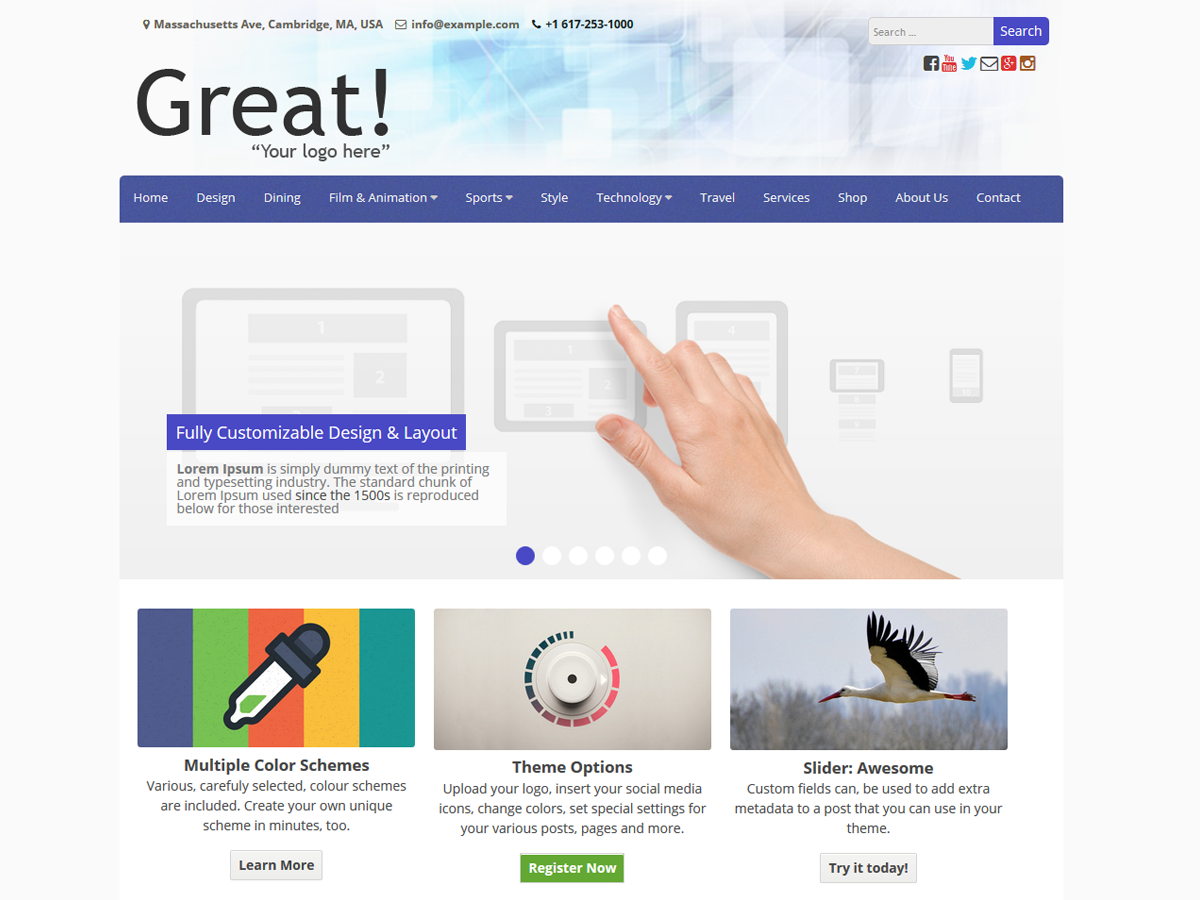 Massachusetts Ave, Cambridge, MA, USA info@example.com +1 617-253-1000
Search ... Search
You
Tube
Great!
“Your logo here”
Home Design Dining Film & Animation Sports Style Technology Travel Services Shop About Us Contact
1
2
1
2
3
4
Fully Customizable Design & Layout
Lorem Ipsum is simply dummy text of the printing
and typesetting industry. The standard chunk of
Lorem Ipsum used since the 1500s is reproduced
below for those interested
Multiple Color Schemes
Various, carefuly selected, colour schemes
are included. Create your own unique
scheme in minutes, too.
Learn More
Theme Options
Upload your logo, insert your social media
icons, change colors, set special settings for
your various posts, pages and more.
Register Now
Slider: Awesome
Custom fields can, be used to add extra
metadata to a post that you can use in your
theme.
Try it today!